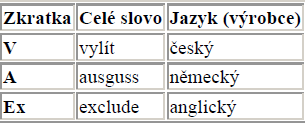 Zkratka Celé slovo Jazyk (výrobce)
V vylít český
A ausguss německý
Ex exclude anglický